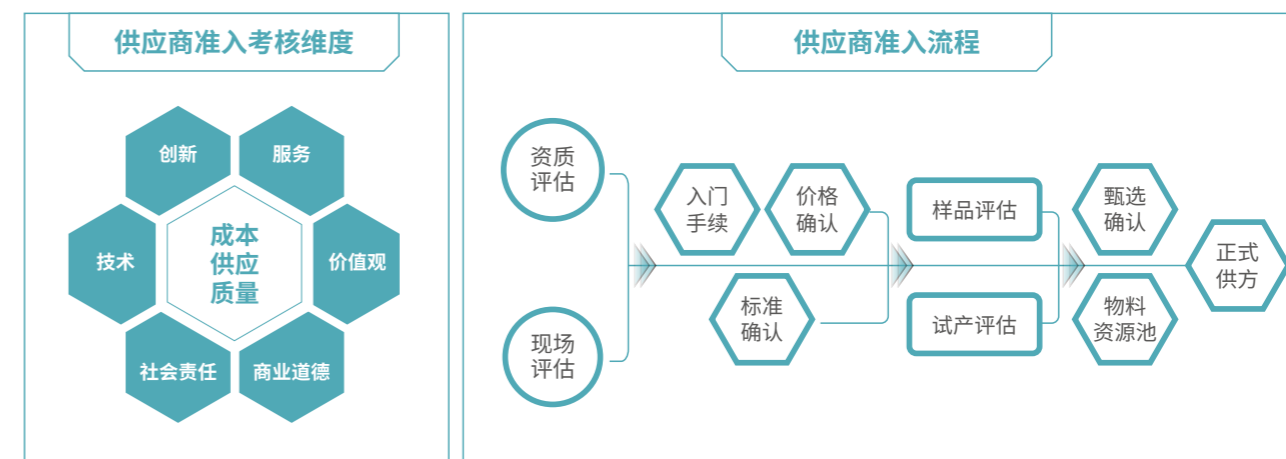 供应商准入考核维度
创新
服务
技术
成本
供应
质量
价值观
社会责任
商业道德
供应商准入流程
资质
评估
现场
评估
入门
手续
价格
确认
标准
确认
样品评估
试产评估
甄选
确认
物料
资源池
正式
供方